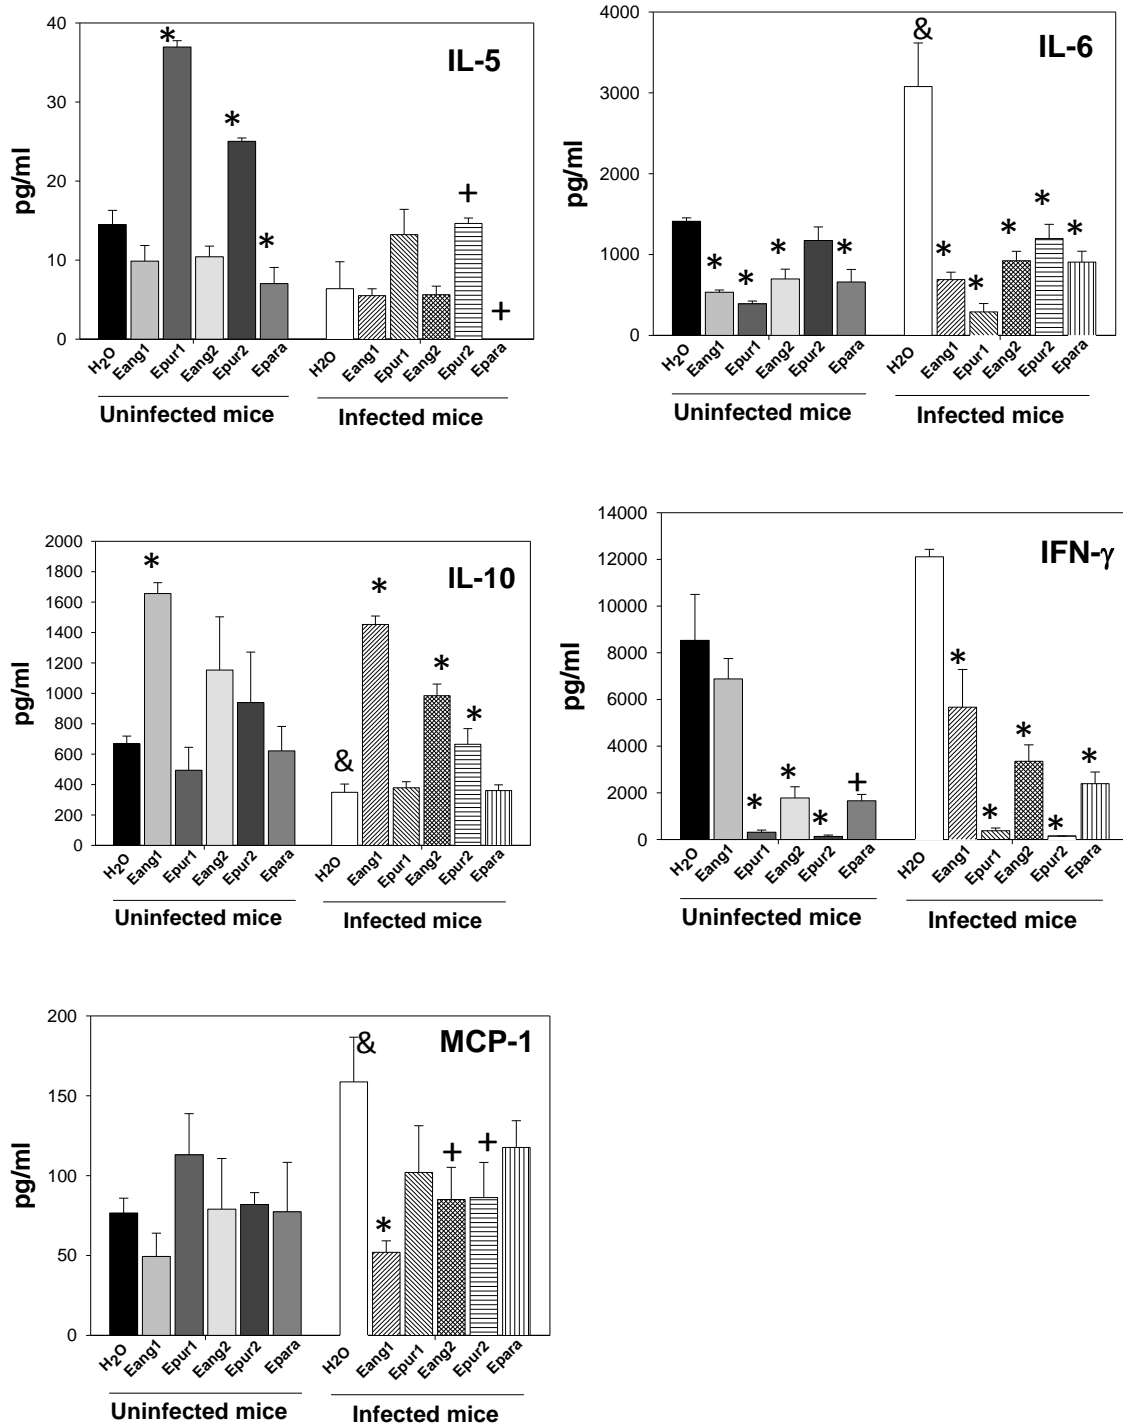 IL-5
pg/ml
40
30
20
10
0
*
*
*
+
+
H2O Eang1 Epur1 Eang2 Epur2 Epara H2O Eang1 Epur1 Eang2 Epur2 Epara
Uninfected mice Infected mice
IL-6
pg/ml
4000
3000
2000
1000
0
&
* * * * * * * * *
H2O Eang1 Epur1 Eang2 Epur2 Epara H2O Eang1 Epur1 Eang2 Epur2 Epara
Uninfected mice Infected mice
IL-10
pg/ml
2000
1800
1600
1400
1200
1000
800
600
400
200
0
* & * * *
H2O Eang1 Epur1 Eang2 Epur2 Epara H2O Eang1 Epur1 Eang2 Epur2 Epara
Uninfected mice Infected mice
IFN-γ
pg/ml
14000
12000
10000
8000
6000
4000
2000
0
* * * + * * * * *
H2O Eang1 Epur1 Eang2 Epur2 Epara H2O Eang1 Epur1 Eang2 Epur2 Epara
Uninfected mice Infected mice
MCP-1
pg/ml
200
150
100
50
0
& * + +
H2O Eang1 Epur1 Eang2 Epur2 Epara H2O Eang1 Epur1 Eang2 Epur2 Epara
Uninfected mice Infected mice